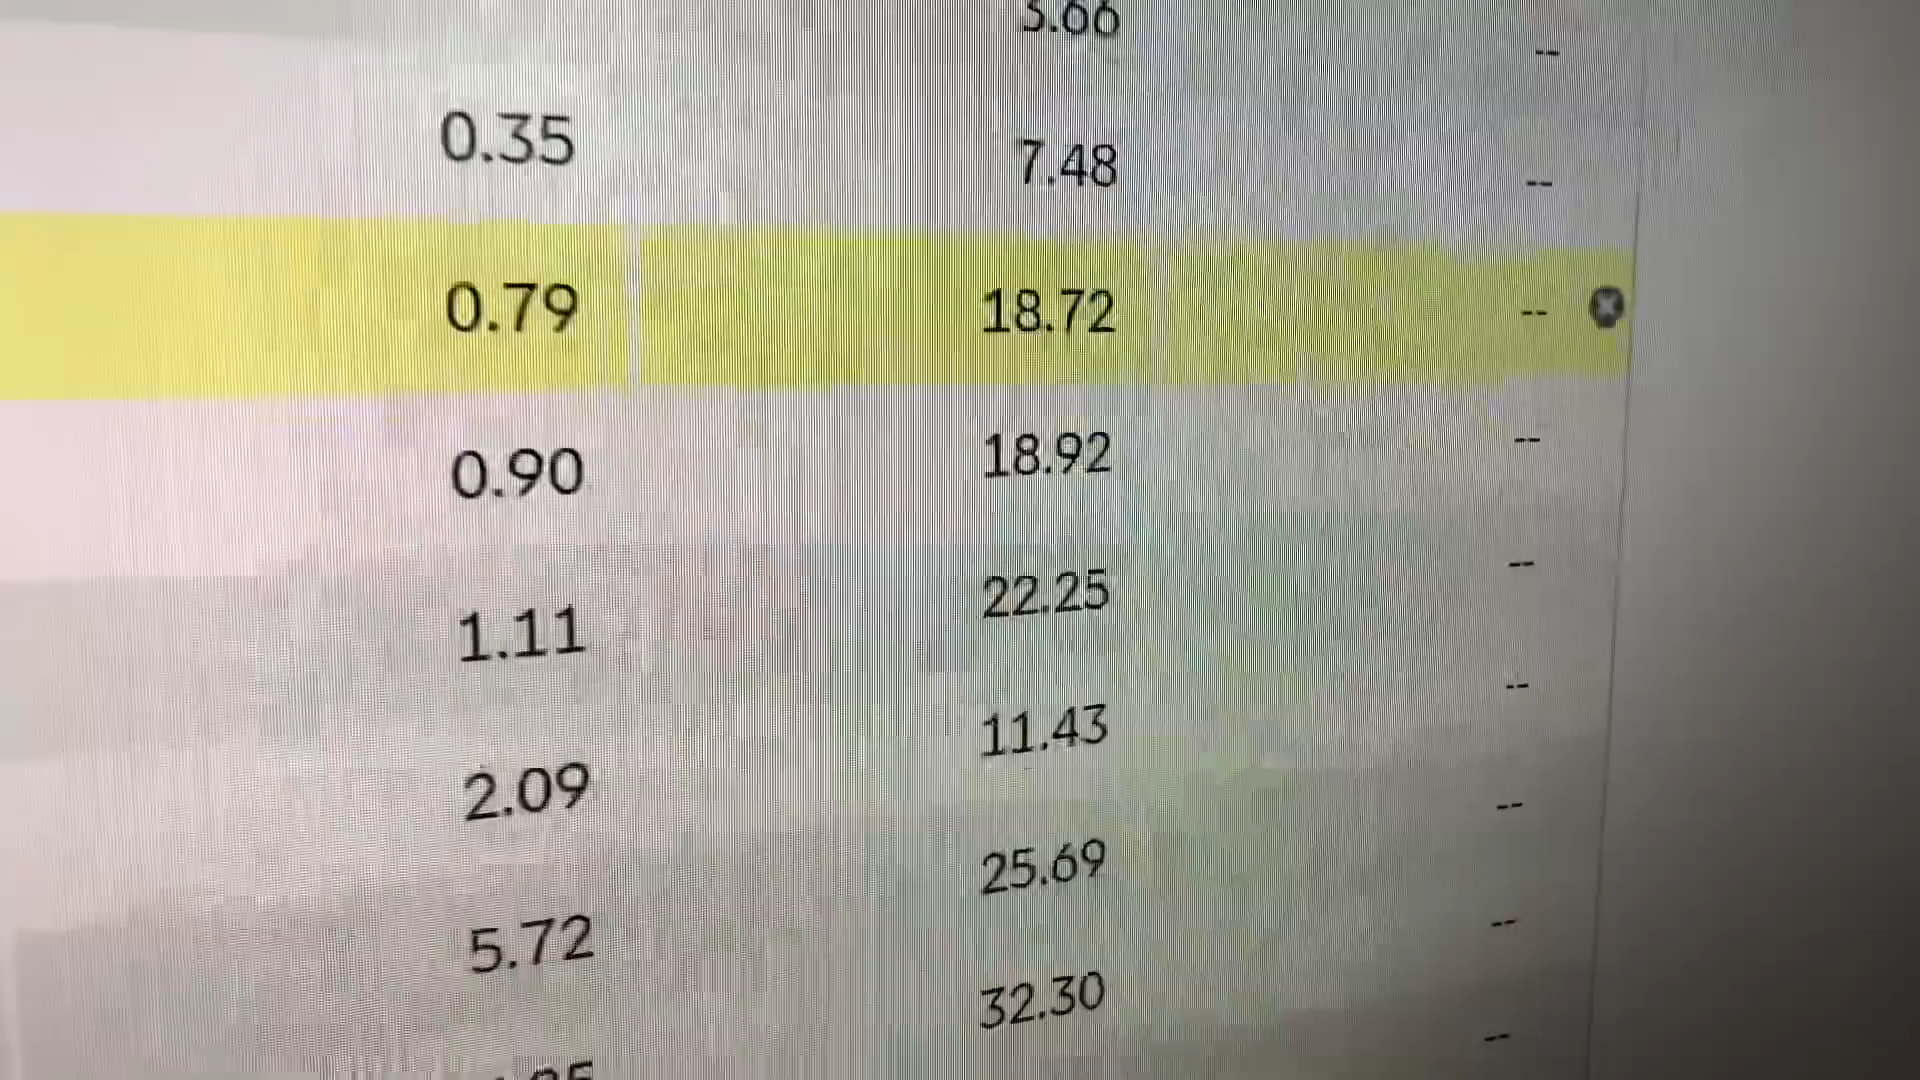 --
0.35 7.48 --
0.79 18.72 --
0.90 18.92 --
1.11 22.25 --
2.09 11.43 --
5.72 25.69 --
32.30 --
--